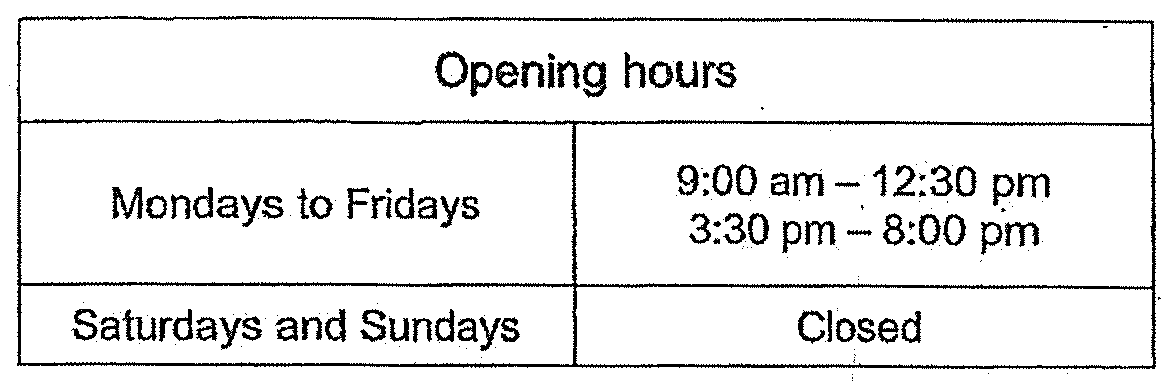 Opening hours
Mondays to Fridays
9:00 am – 12:30 pm
3:30 pm – 8:00 pm
Saturdays and Sundays
Closed